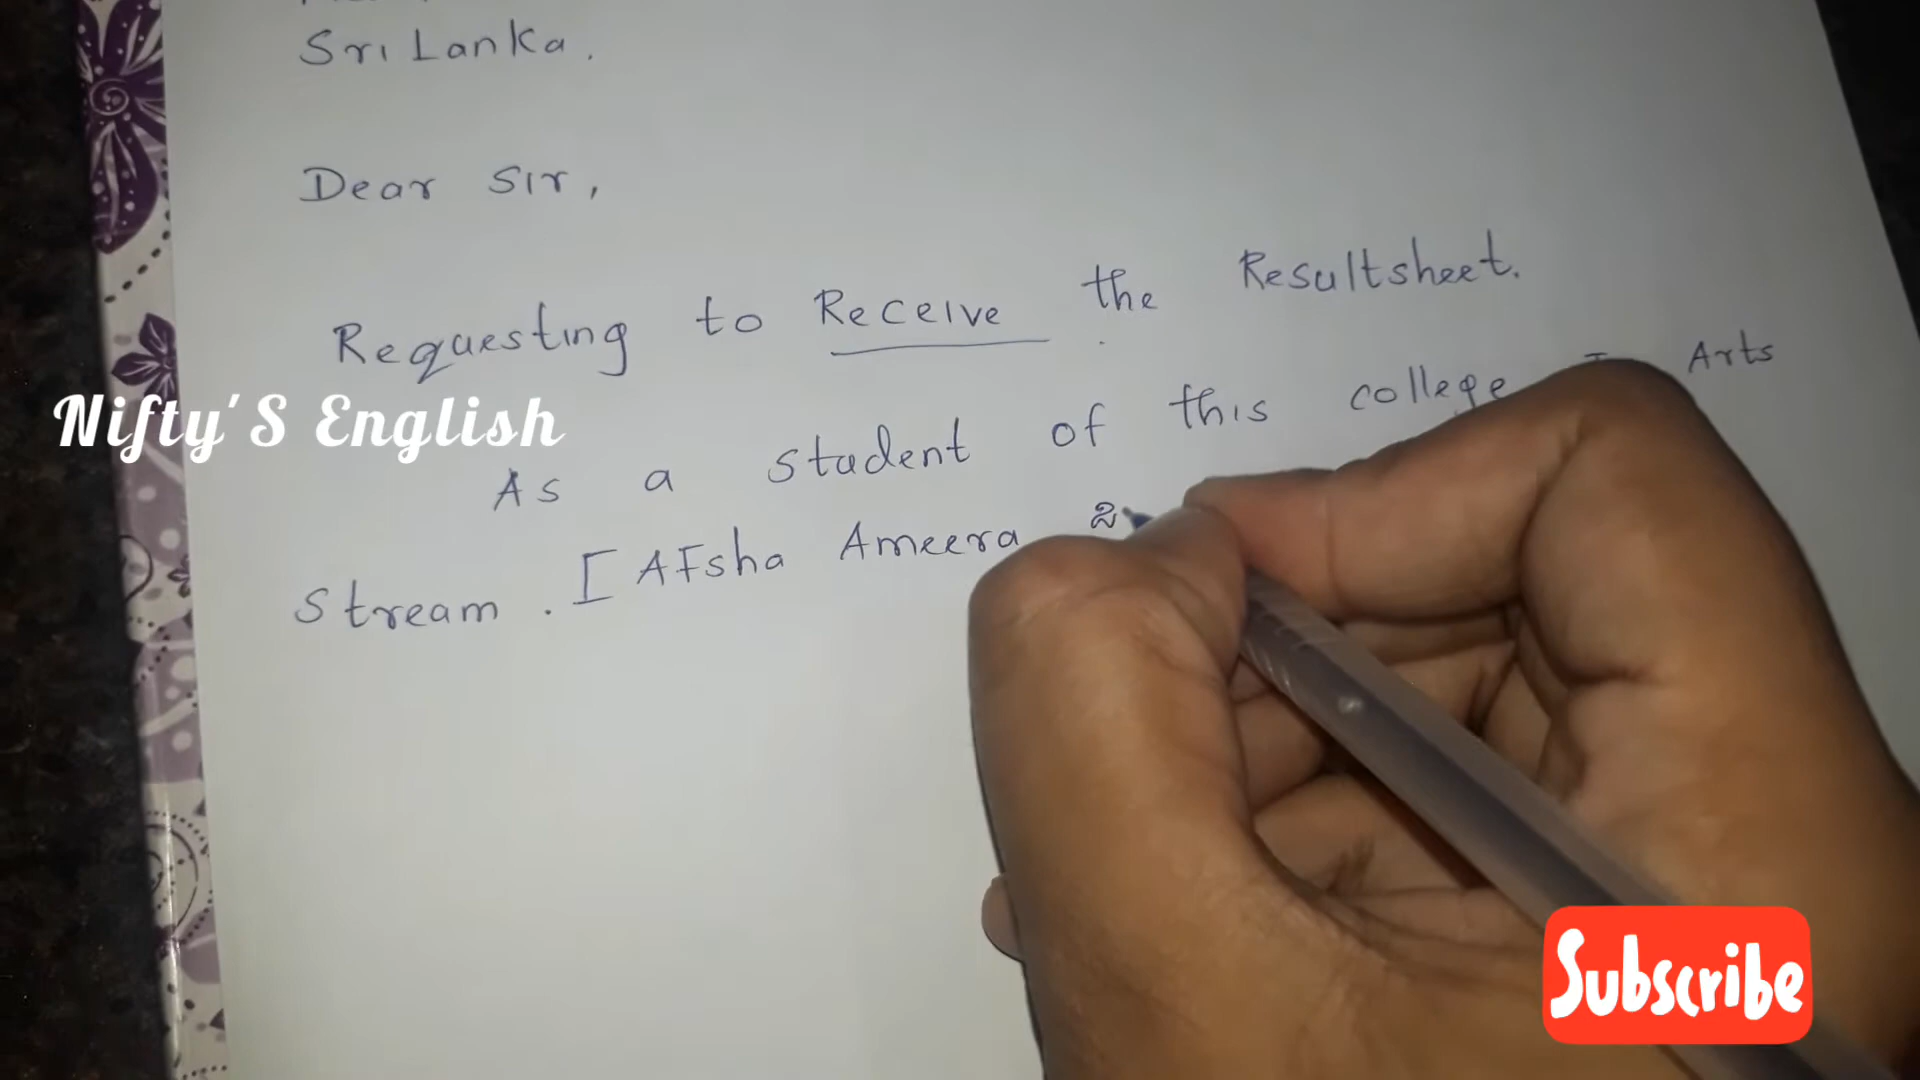 Sri Lanka.
Dear Sir,
Requesting to Receive the Resultsheet.
As a student of this college Arts
stream. [Afsha Ameera
Nifty'S English
Subscribe